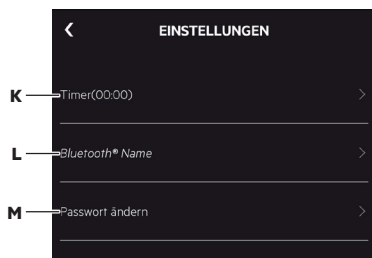 EINSTELLUNGEN
K Timer(00:00)
L Bluetooth® Name
M Passwort ändern